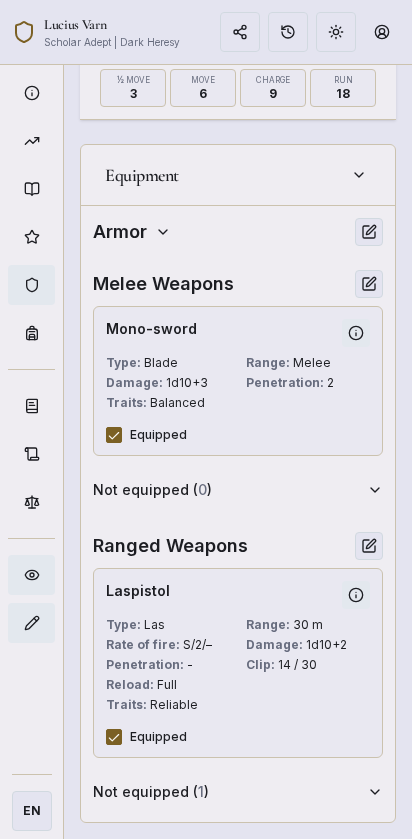 Lucius Varn
Scholar Adept | Dark Heresy
½ MOVE
3
MOVE
6
CHARGE
9
RUN
18
Equipment
Armor
Melee Weapons
Mono-sword
Type: Blade
Range: Melee
Damage: 1d10+3
Penetration: 2
Traits: Balanced
Equipped
Not equipped (0)
Ranged Weapons
Laspistol
Type: Las
Range: 30 m
Rate of fire: S/2/–
Damage: 1d10+2
Penetration: -
Clip: 14 / 30
Reload: Full
Traits: Reliable
Equipped
Not equipped (1)
EN